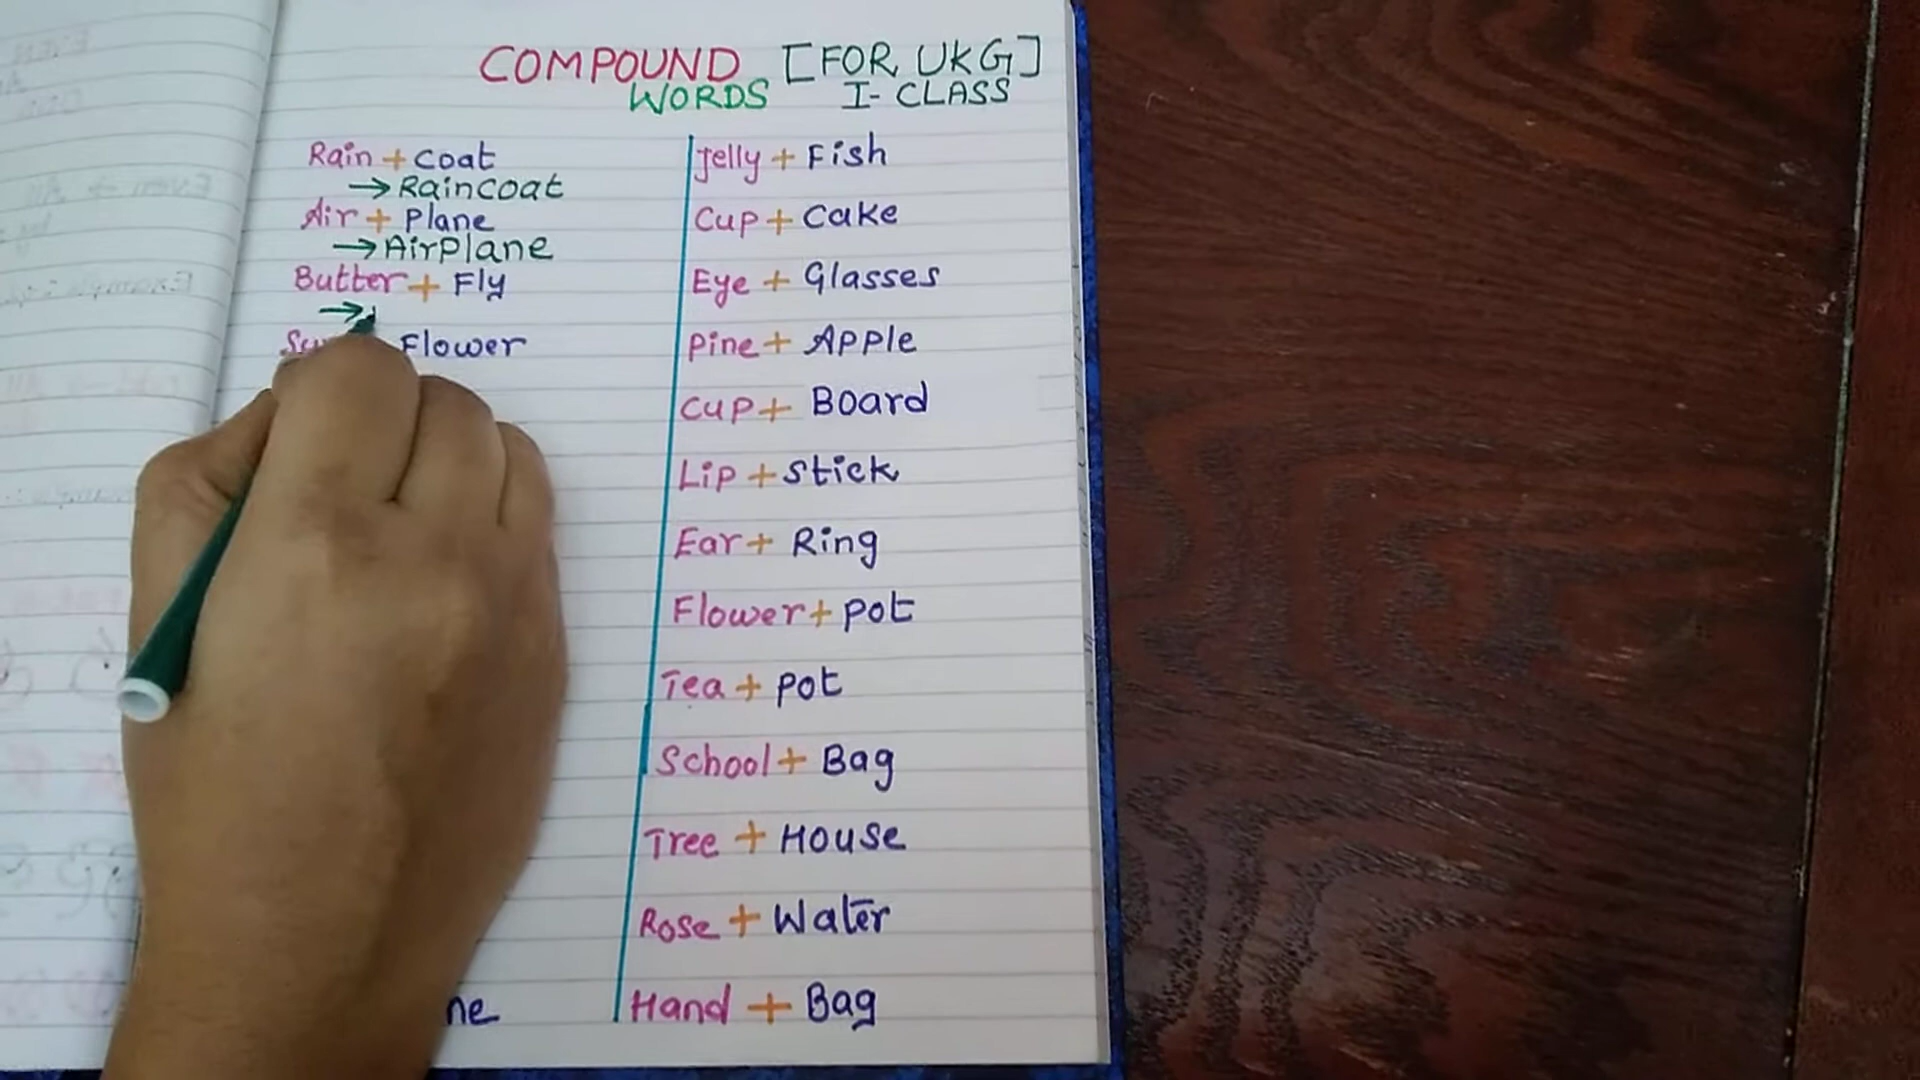 COMPOUND [FOR UKG]
WORDS I- CLASS
Rain + Coat
→ Raincoat
Air + Plane
→ AirPlane
Butter + Fly
→
Flower
Jelly + Fish
Cup + Cake
Eye + Glasses
Pine + Apple
Cup + Board
Lip + Stick
Ear + Ring
Flower + Pot
Tea + Pot
School + Bag
Tree + House
Rose + Water
Hand + Bag